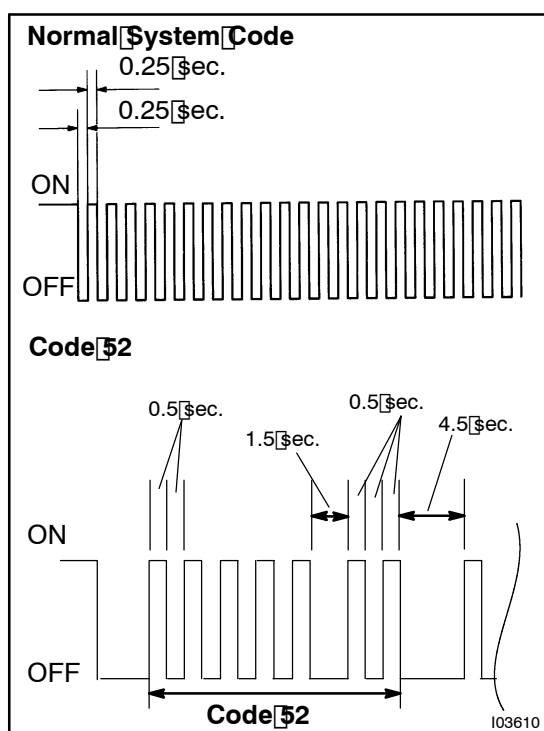 Normal System Code
0.25 sec.
0.25 sec.
ON
OFF
Code 52
0.5 sec.
0.5 sec.
1.5 sec.
4.5 sec.
ON
OFF
Code 52
I03610